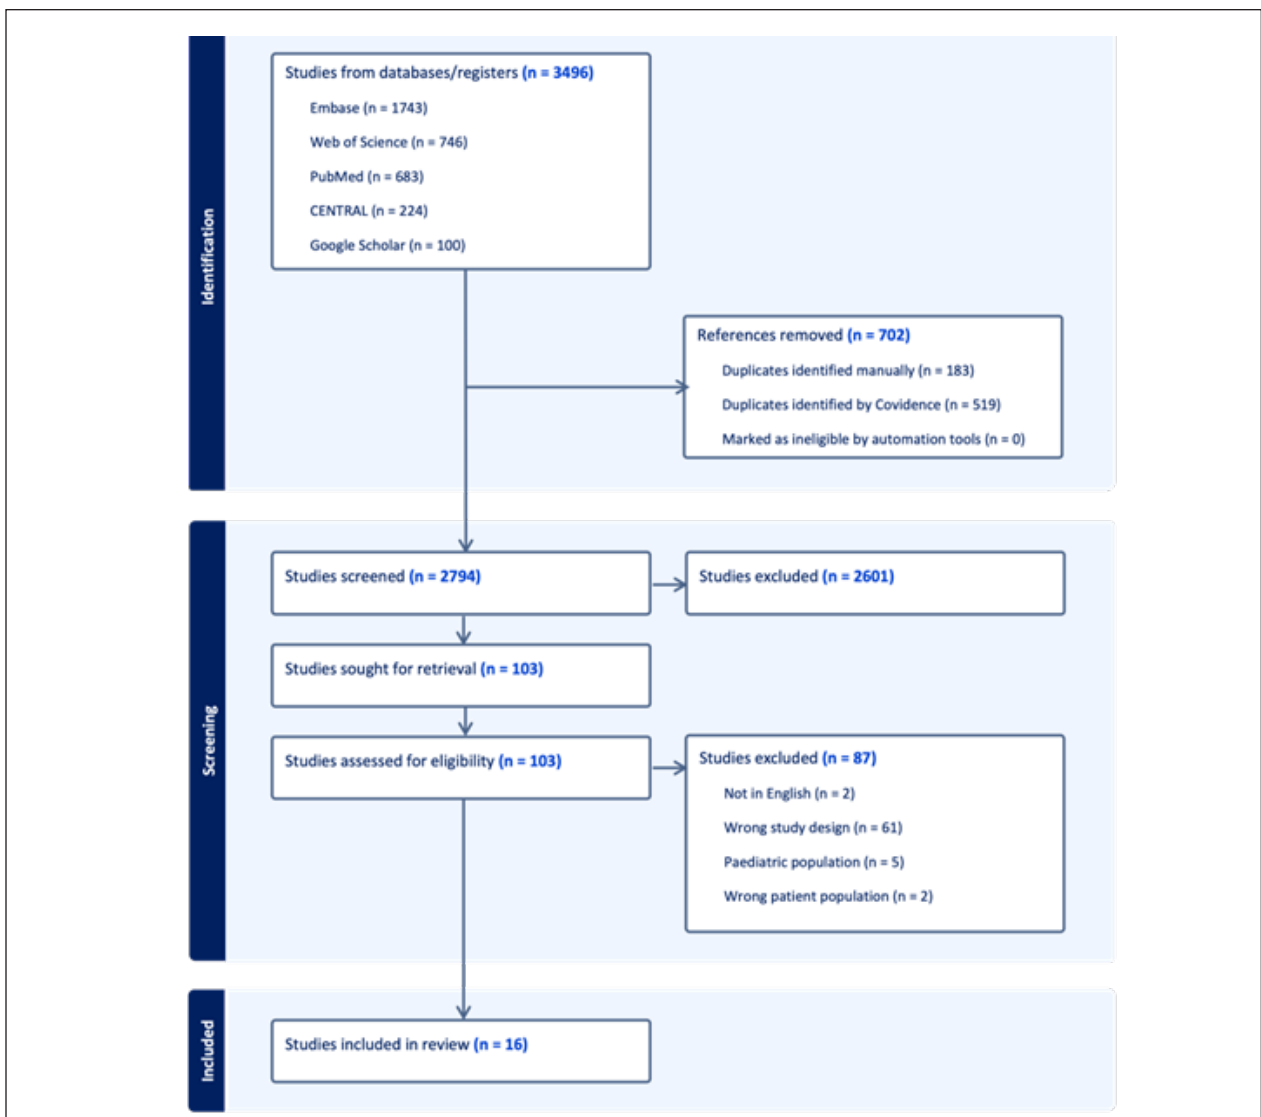 Identification
Studies from databases/registers (n = 3496)
Embase (n = 1743)
Web of Science (n = 746)
PubMed (n = 683)
CENTRAL (n = 224)
Google Scholar (n = 100)
References removed (n = 702)
Duplicates identified manually (n = 183)
Duplicates identified by Covidence (n = 519)
Marked as ineligible by automation tools (n = 0)
Screening
Studies screened (n = 2794)
Studies excluded (n = 2601)
Studies sought for retrieval (n = 103)
Studies assessed for eligibility (n = 103)
Studies excluded (n = 87)
Not in English (n = 2)
Wrong study design (n = 61)
Paediatric population (n = 5)
Wrong patient population (n = 2)
Included
Studies included in review (n = 16)